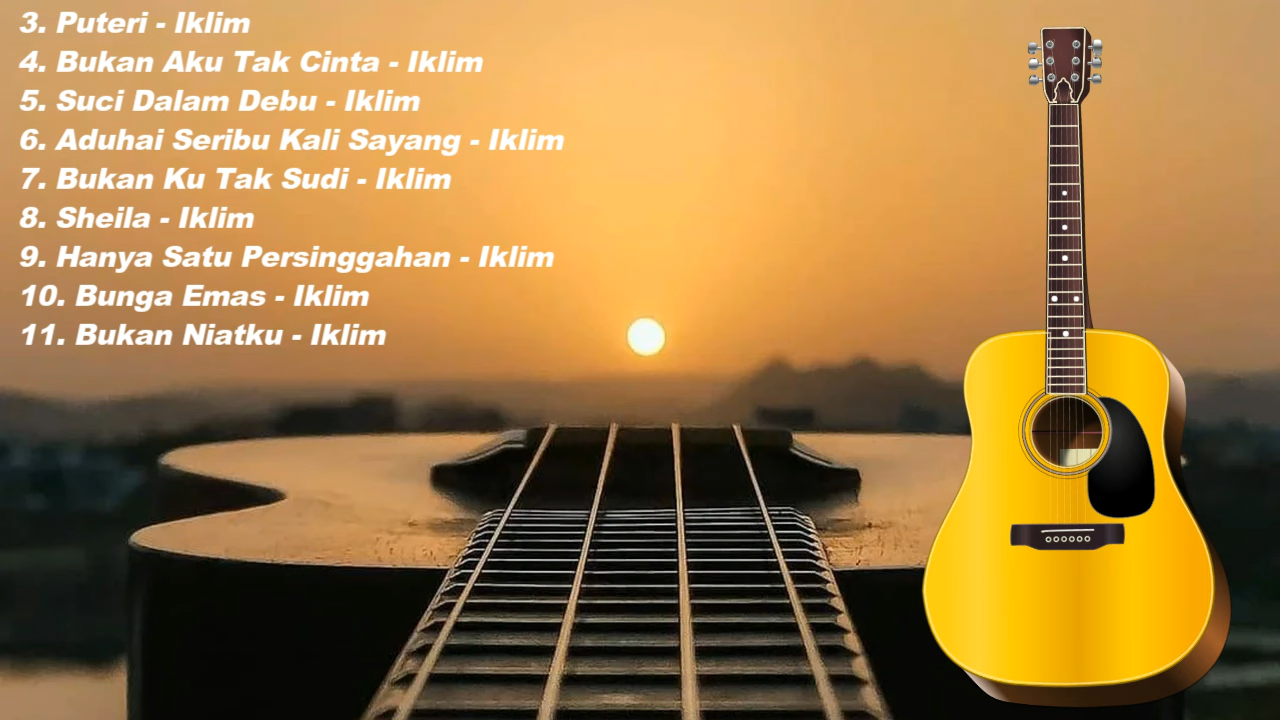 3. Puteri - Iklim
4. Bukan Aku Tak Cinta - Iklim
5. Suci Dalam Debu - Iklim
6. Aduhai Seribu Kali Sayang - Iklim
7. Bukan Ku Tak Sudi - Iklim
8. Sheila - Iklim
9. Hanya Satu Persinggahan - Iklim
10. Bunga Emas - Iklim
11. Bukan Niatku - Iklim